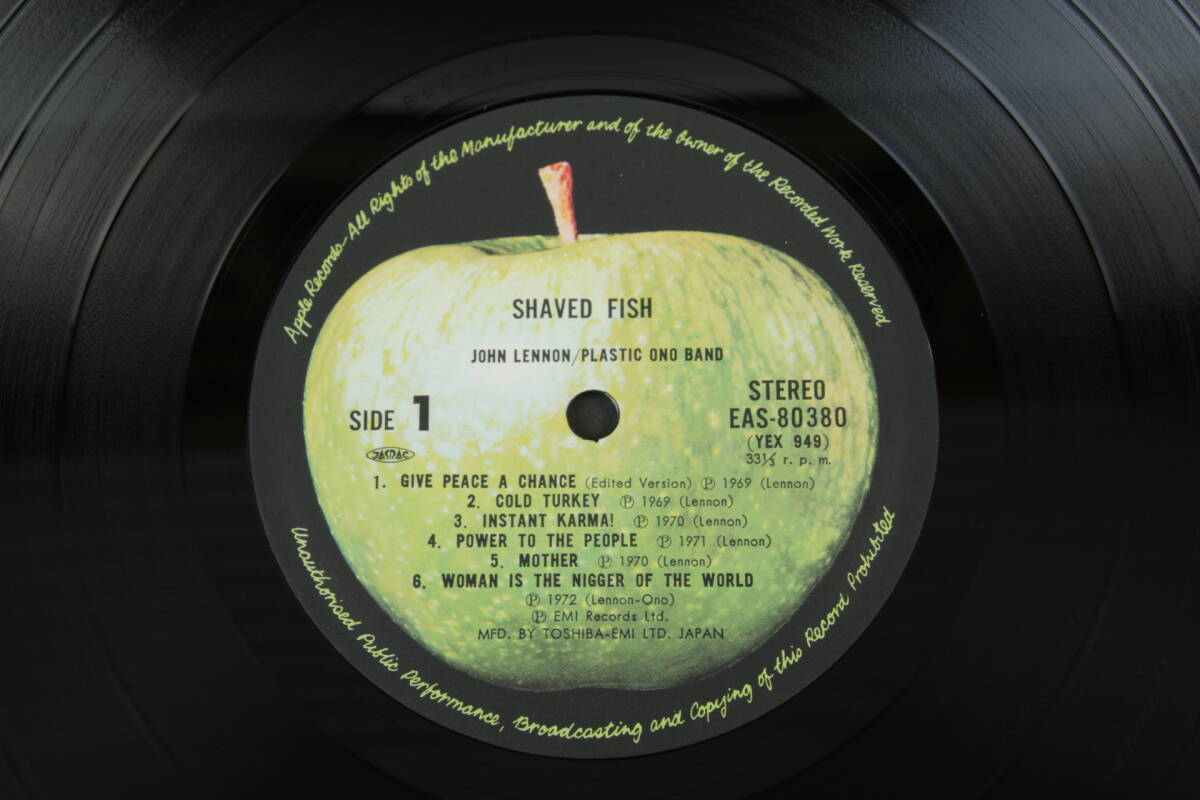 Apple Records-All Rights of the Manufacturer and of the Owner of the Recorded Work Reserved
SHAVED FISH
JOHN LENNON/PLASTIC ONO BAND
SIDE 1
STEREO
EAS-80380
(YEX 949)
33⅓ r. p. m.
JASRAC
1. GIVE PEACE A CHANCE (Edited Version) ℗ 1969 (Lennon)
2. COLD TURKEY ℗ 1969 (Lennon)
3. INSTANT KARMA! ℗ 1970 (Lennon)
4. POWER TO THE PEOPLE ℗ 1971 (Lennon)
5. MOTHER ℗ 1970 (Lennon)
6. WOMAN IS THE NIGGER OF THE WORLD
℗ 1972 (Lennon-Ono)
℗ EMI Records Ltd.
MFD. BY TOSHIBA-EMI LTD. JAPAN
Unauthorised Public Performance, Broadcasting and Copying of this Record Prohibited